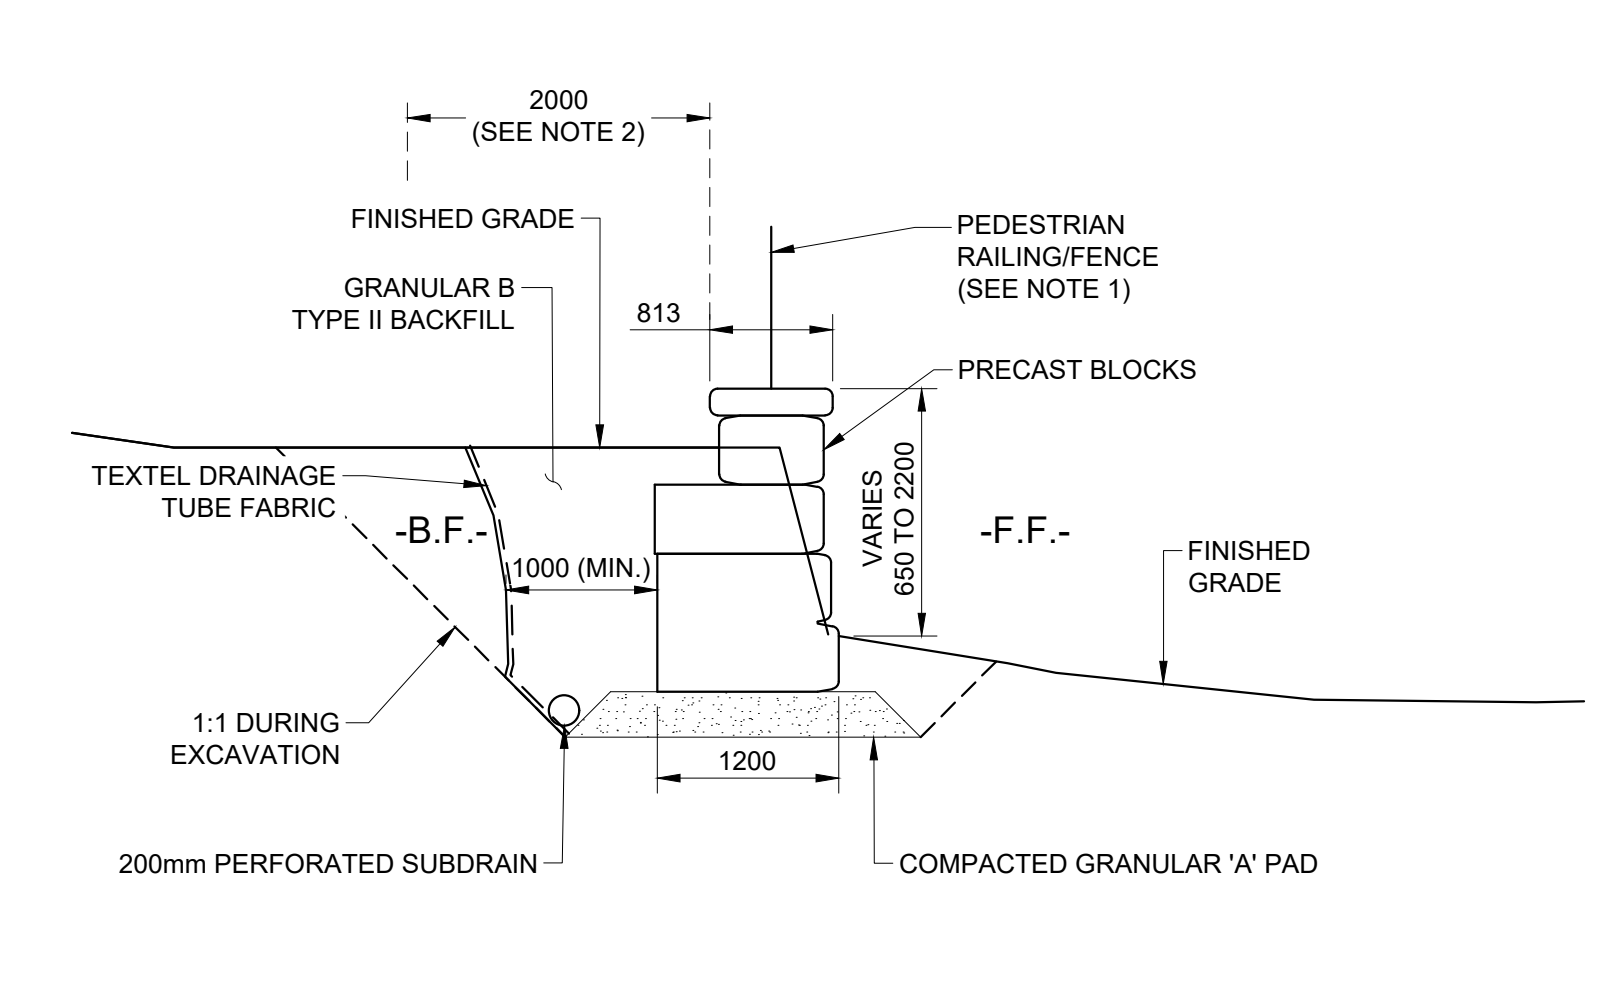 2000
(SEE NOTE 2)
FINISHED GRADE
PEDESTRIAN
RAILING/FENCE
(SEE NOTE 1)
GRANULAR B
TYPE II BACKFILL
813
PRECAST BLOCKS
TEXTEL DRAINAGE
TUBE FABRIC
-B.F.-
VARIES
650 TO 2200
-F.F.-
1000 (MIN.)
FINISHED
GRADE
1:1 DURING
EXCAVATION
1200
200mm PERFORATED SUBDRAIN
COMPACTED GRANULAR 'A' PAD